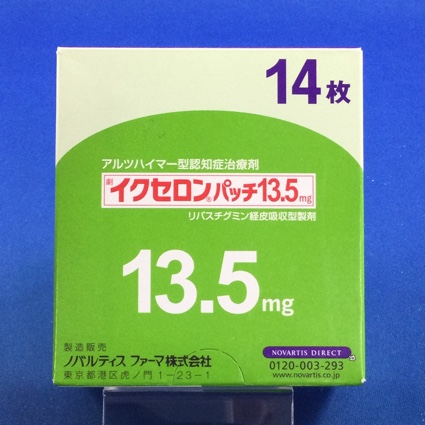 14枚
アルツハイマー型認知症治療剤
劇 イクセロン®パッチ13.5mg
リバスチグミン経皮吸収型製剤
13.5mg
製造販売
ノバルティス ファーマ株式会社
東京都港区虎ノ門1-23-1
NOVARTIS DIRECT
0120-003-293
www.novartis.co.jp